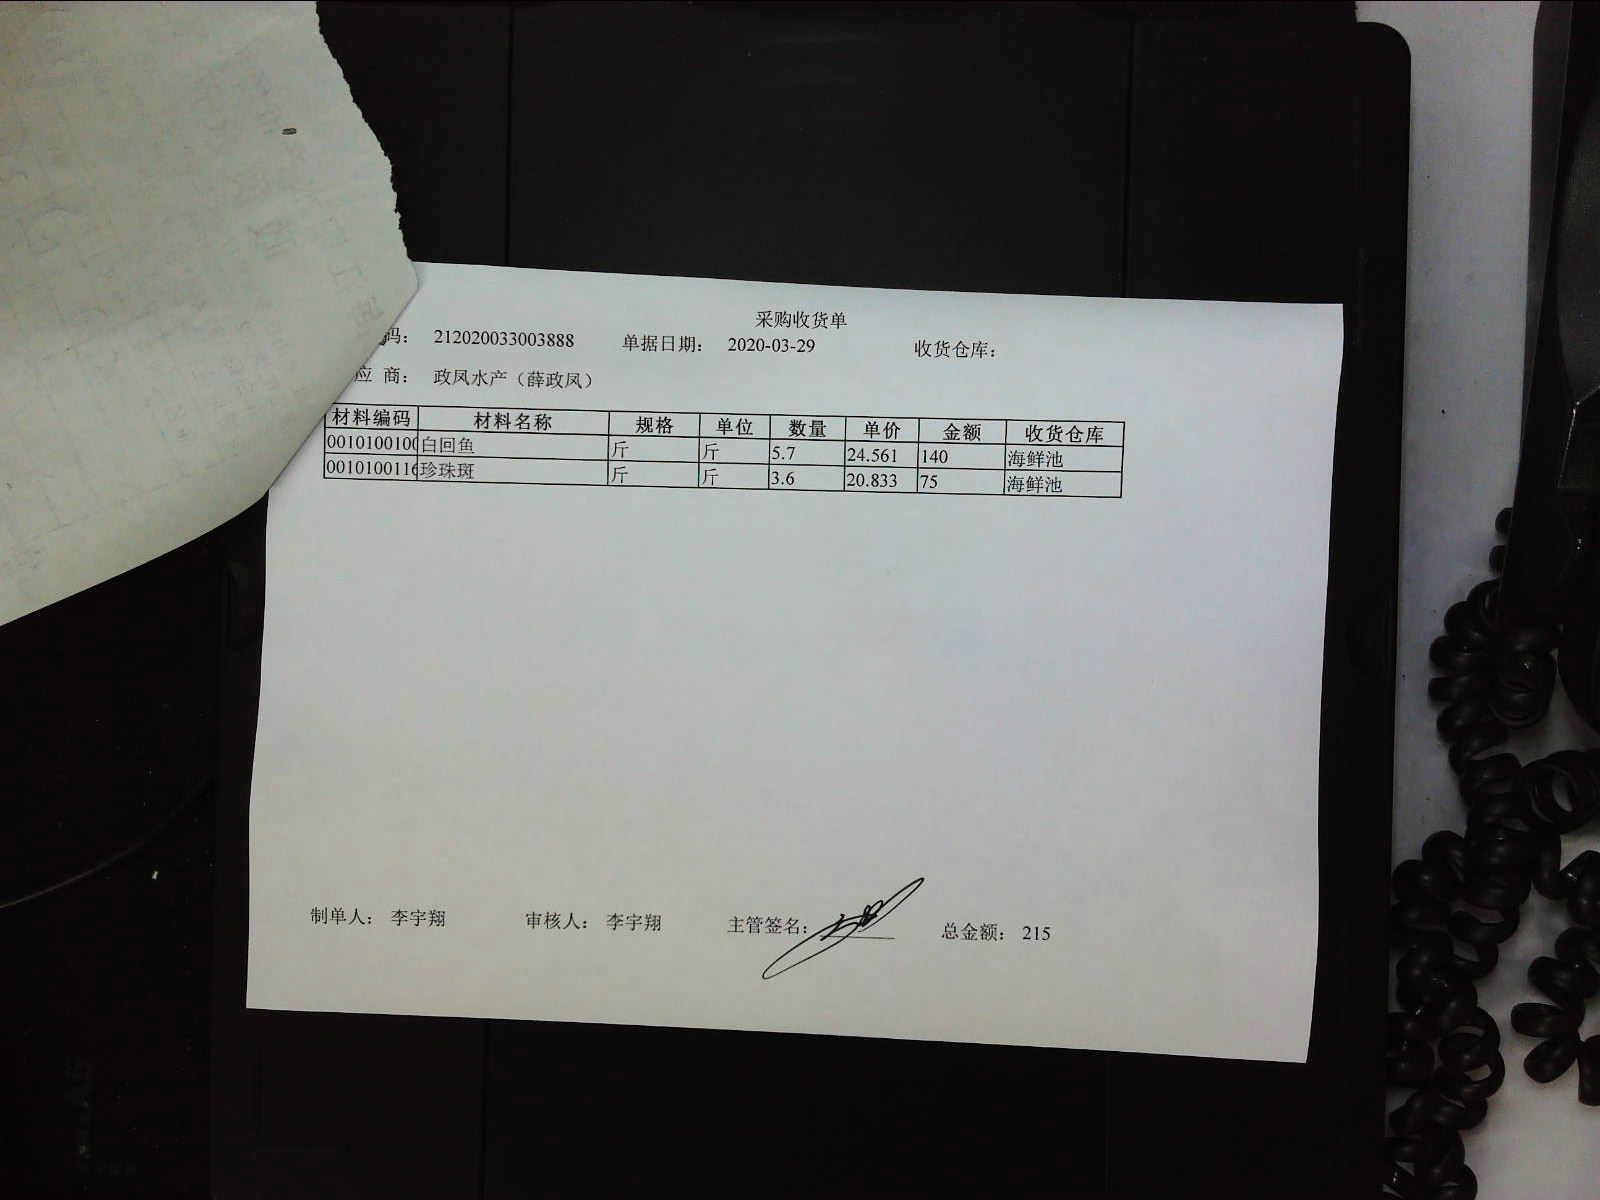 采购收货单
码： 212020033003888 单据日期： 2020-03-29 收货仓库：
应 商： 政凤水产（薛政凤）
材料编码 材料名称 规格 单位 数量 单价 金额 收货仓库
0010100100 白回鱼 斤 斤 5.7 24.561 140 海鲜池
001010011 珍珠斑 斤 斤 3.6 20.833 75 海鲜池
制单人： 李宇翔 审核人： 李宇翔 主管签名： 总金额： 215